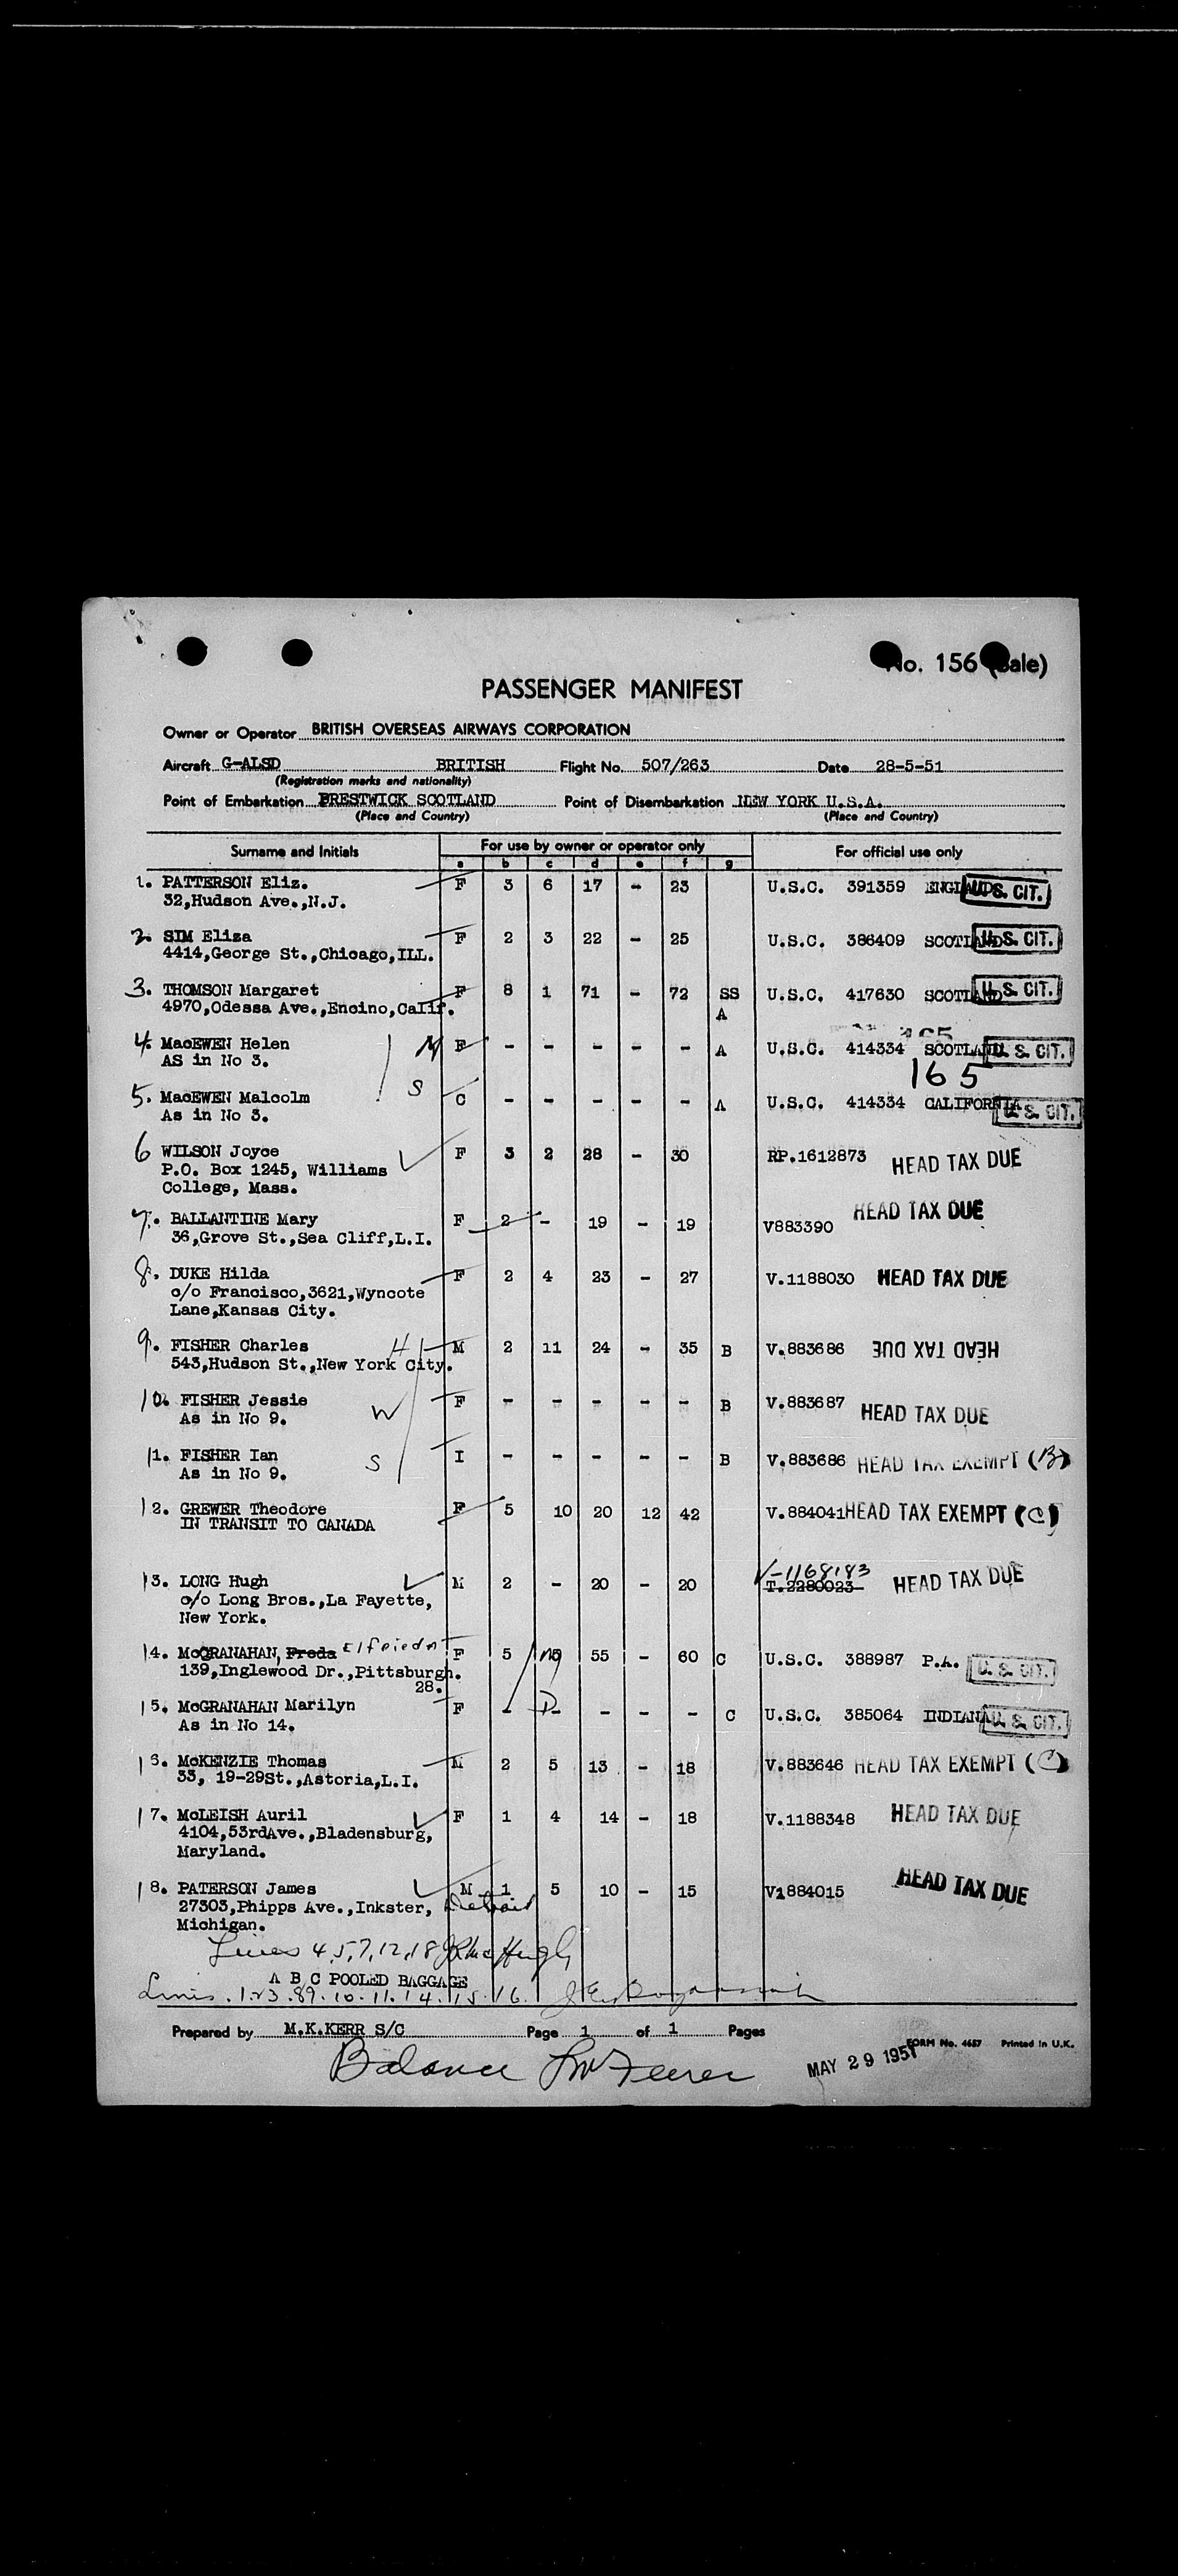 No. 156 (Sale)
PASSENGER MANIFEST
Owner or Operator BRITISH OVERSEAS AIRWAYS CORPORATION
Aircraft G-ALSD BRITISH Flight No. 507/263 Date 28-5-51
(Registration marks and nationality)
Point of Embarkation PRESTWICK SCOTLAND Point of Disembarkation NEW YORK U.S.A.
(Place and Country) (Place and Country)
Surname and Initials For use by owner or operator only For official use only
a b c d e f g
1. PATTERSON Eliz. F 3 6 17 - 23 U.S.C. 391359 ENGLAND U.S. CIT.
32,Hudson Ave.,N.J.
2. SIM Eliza F 2 3 22 - 25 U.S.C. 386409 SCOTLAND U.S. CIT.
4414,George St.,Chicago,ILL.
3. THOMSON Margaret F 8 1 71 - 72 SS U.S.C. 417630 SCOTLAND U.S. CIT.
4970,Odessa Ave.,Encino,Calif. A
4. MacEWEN Helen M F - - - - - A U.S.C. 414334 SCOTLAND U.S. CIT.
AS in No 3. 165
5. MacEWEN Malcolm S C - - - - - A U.S.C. 414334 CALIFORNIA U.S. CIT.
As in No 3.
6 WILSON Joyce F 3 2 28 - 30 RP.1612873 HEAD TAX DUE
P.O. Box 1245, Williams
College, Mass.
7. BALLANTINE Mary F 2 - 19 - 19 V883390 HEAD TAX DUE
36,Grove St.,Sea Cliff,L.I.
8. DUKE Hilda F 2 4 23 - 27 V.1188030 HEAD TAX DUE
c/o Francisco,3621,Wyncote
Lane,Kansas City.
9. FISHER Charles H M 2 11 24 - 35 B V.883686 HEAD TAX DUE
543,Hudson St.,New York City.
10. FISHER Jessie W F - - - - - B V.883687 HEAD TAX DUE
As in No 9.
11. FISHER Ian S I - - - - - B V.883686 HEAD TAX EXEMPT (B)
As in No 9.
12. GREWER Theodore F 5 10 20 12 42 V.884041 HEAD TAX EXEMPT (C)
IN TRANSIT TO CANADA
V-1168183
13. LONG Hugh M 2 - 20 - 20 T.2280023 HEAD TAX DUE
c/o Long Bros.,La Fayette,
New York.
14. McGRANAHAN, Freda Elfrieda F 5 M 55 - 60 C U.S.C. 388987 P.A. U.S. CIT.
139,Inglewood Dr.,Pittsburgh.
28.
15. McGRANAHAN Marilyn F - D - - - - C U.S.C. 385064 INDIANA U.S. CIT.
As in No 14.
16. McKENZIE Thomas M 2 5 13 - 18 V.883646 HEAD TAX EXEMPT (C)
33, 19-29St.,Astoria,L.I.
17. McLEISH Auril F 1 4 14 - 18 V.1188348 HEAD TAX DUE
4104,53rdAve.,Bladensburg,
Maryland.
18. PATERSON James M 1 5 10 - 15 V1884015 HEAD TAX DUE
27303,Phipps Ave.,Inkster, Detroit
Michigan.
Lines 4,5,7,12,18
A B C POOLED BAGGAGE
Lines. 1.2.3.8.9.10.11.14.15.16.
Prepared by M.K.KERR S/C Page 1 of 1 Pages
FORM No. 4657 Printed in U.K.
Balance
MAY 29 1951